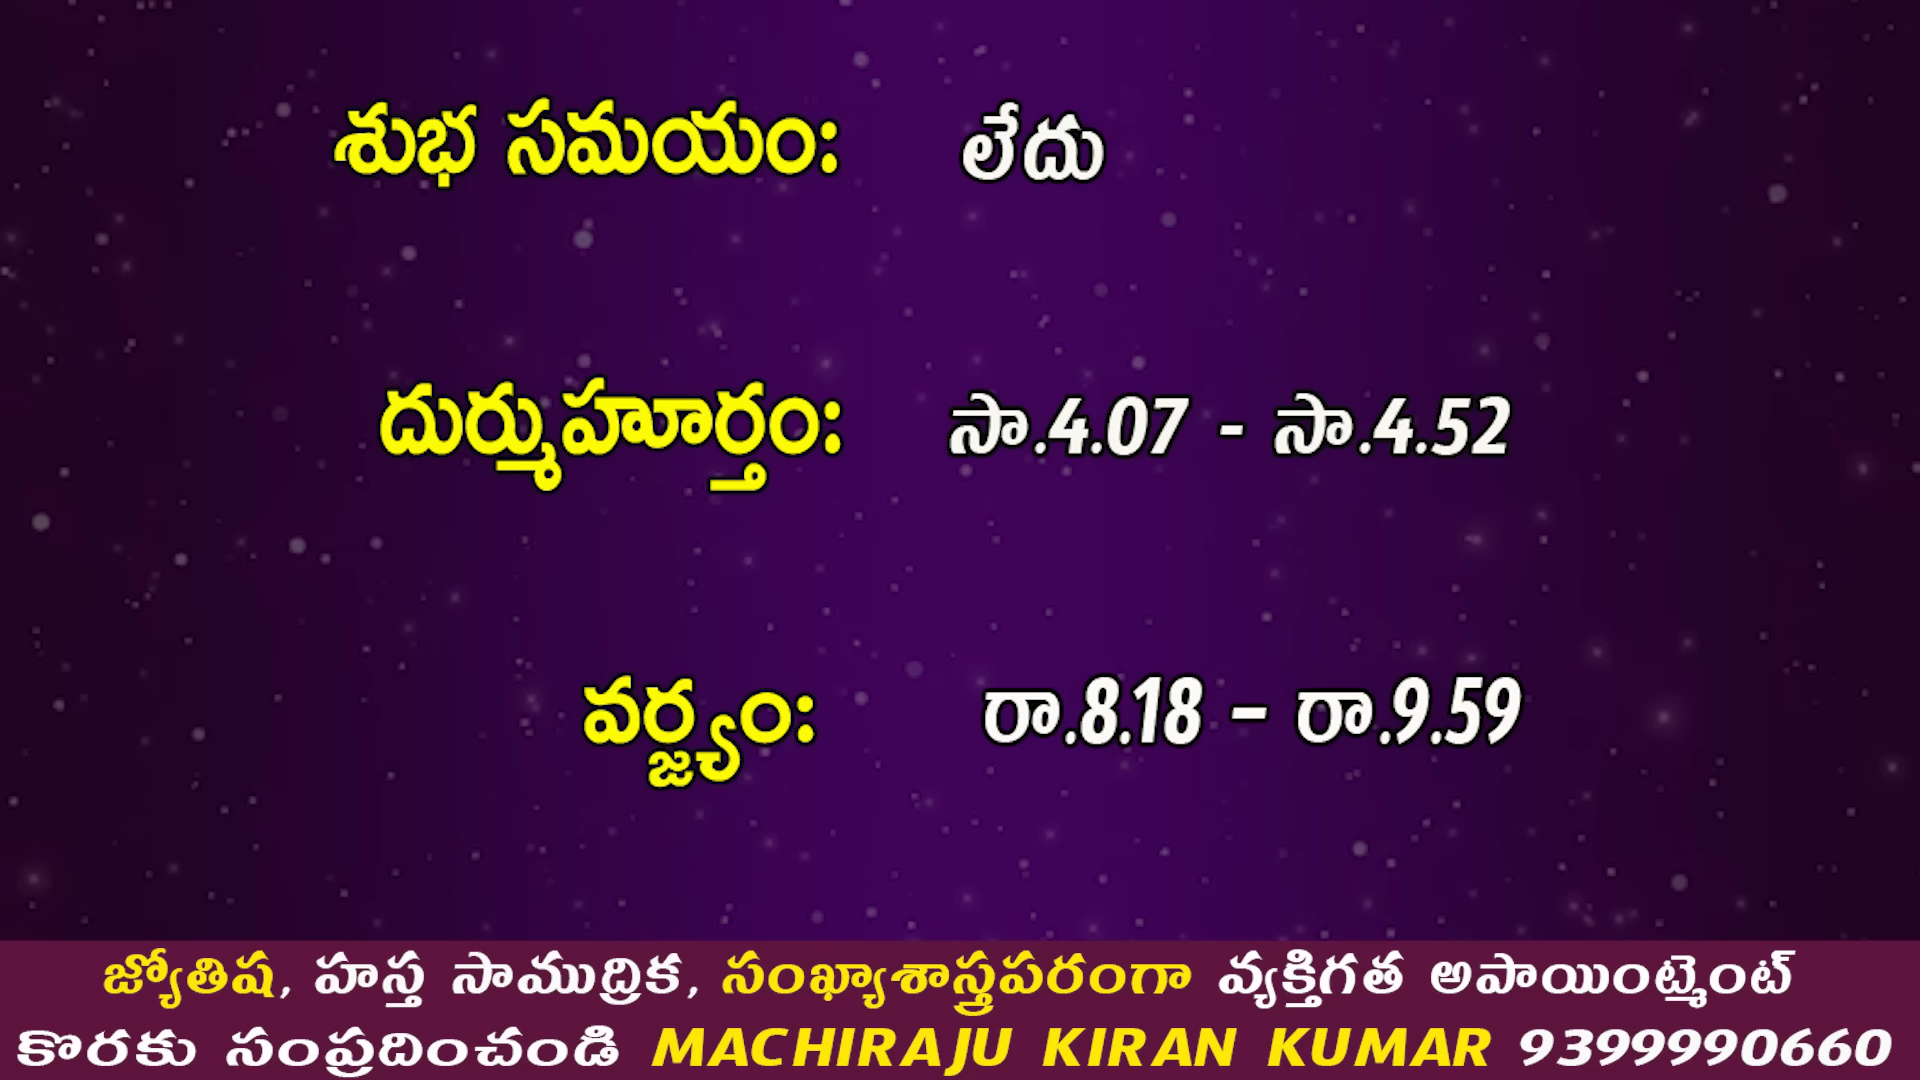 శుభ సమయం: లేదు
దుర్ముహూర్తం: సా.4.07 - సా.4.52
వర్జ్యం: రా.8.18 – రా.9.59
జ్యోతిష, హస్త సాముద్రిక, సంఖ్యాశాస్త్రపరంగా వ్యక్తిగత అపాయింట్మెంట్
కొరకు సంప్రదించండి MACHIRAJU KIRAN KUMAR 9399990660